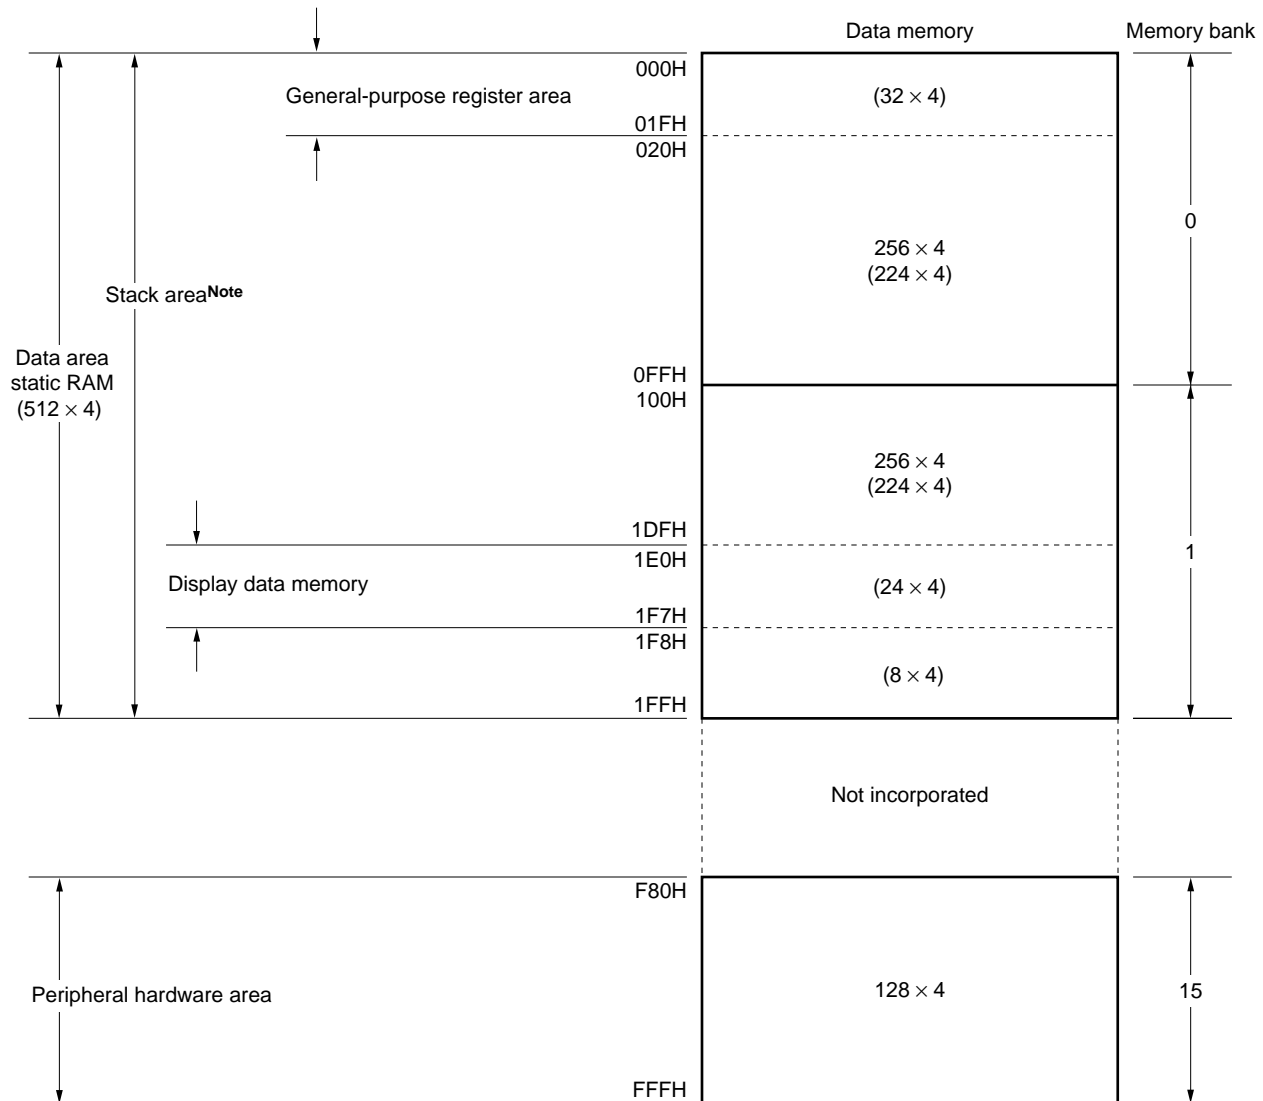 Data memory
Memory bank
000H
General-purpose register area
(32 × 4)
01FH
020H
0
256 × 4
(224 × 4)
Stack areaNote
Data area
static RAM
(512 × 4)
0FFH
100H
256 × 4
(224 × 4)
1DFH
1E0H
1
Display data memory
(24 × 4)
1F7H
1F8H
(8 × 4)
1FFH
Not incorporated
F80H
Peripheral hardware area
128 × 4
15
FFFH